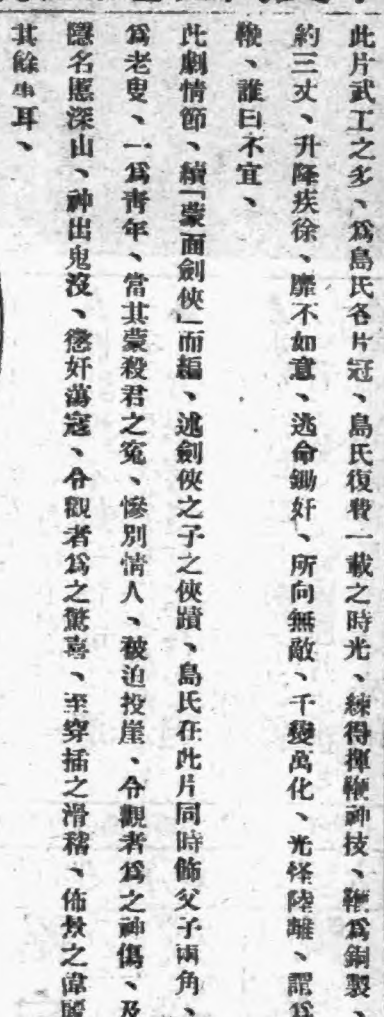 此片武工之多、爲島氏各片冠、島氏復費一載之時光、練得揮鞭神技、鞭爲銅製、
約三丈、升降疾徐、靡不如意、逃命鋤奸、所向無敵、千變萬化、光怪陸離、謂爲
鞭、誰曰不宜、
此劇情節、續「蒙面劍俠」而編、述劍俠之子之俠蹟、島氏在此片同時飾父子兩角、
爲老叟、一爲靑年、當其蒙殺君之冤、慘別情人、被迫投崖、令觀者爲之神傷、及
隱名匿深山、神出鬼沒、懲奸蕩寇、令觀者爲之驚喜、至穿插之滑稽、佈景之偉麗
其餘事耳、